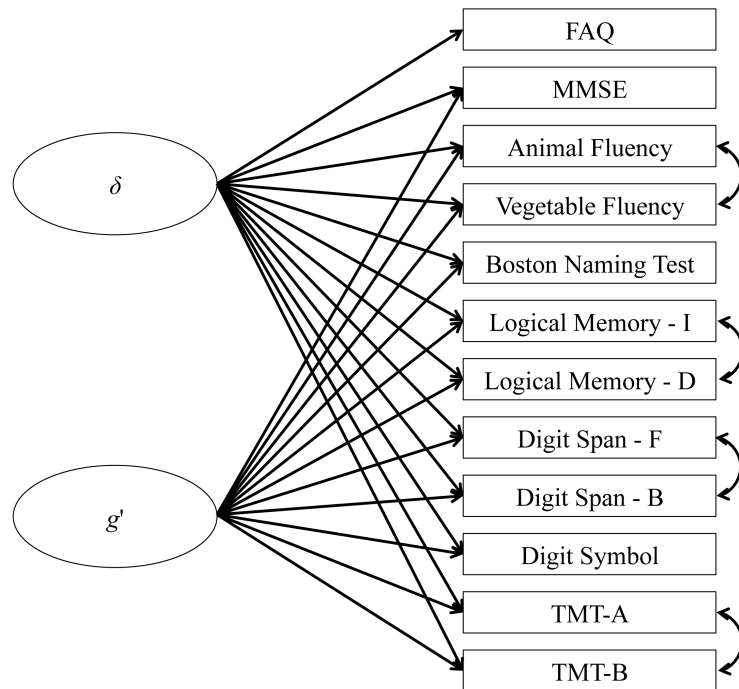 FAQ
MMSE
Animal Fluency
δ
Vegetable Fluency
Boston Naming Test
Logical Memory - I
Logical Memory - D
Digit Span - F
Digit Span - B
g'
Digit Symbol
TMT-A
TMT-B